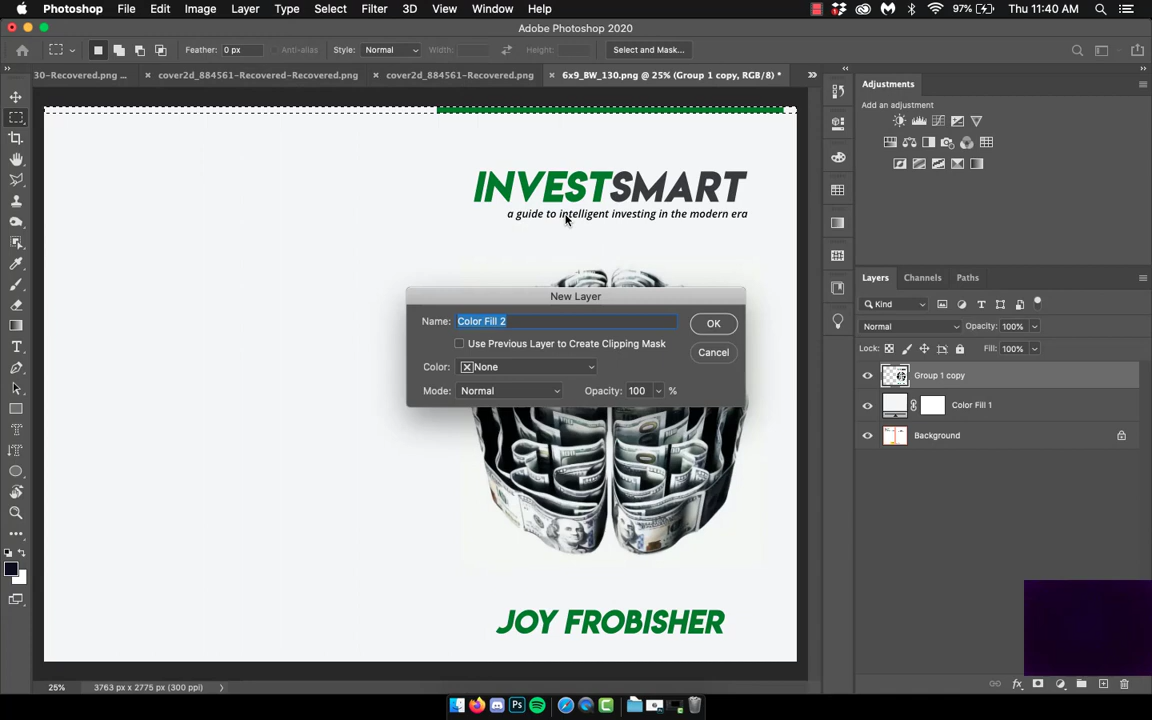 Photoshop File Edit Image Layer Type Select Filter 3D View Window Help 97% Thu 11:40 AM
Adobe Photoshop 2020
Feather: 0 px Anti-alias Style: Normal Width: Height: Select and Mask...
30-Recovered.png ... cover2d_884561-Recovered-Recovered.png cover2d_884561-Recovered.png * 6x9_BW_130.png @ 25% (Group 1 copy, RGB/8) *
Adjustments
Add an adjustment
INVESTSMART
a guide to intelligent investing in the modern era
New Layer
Name: Color Fill 2
OK
Use Previous Layer to Create Clipping Mask
Cancel
Color: None
Mode: Normal Opacity: 100 %
JOY FROBISHER
Layers Channels Paths
Kind
Normal Opacity: 100%
Lock: Fill: 100%
Group 1 copy
Color Fill 1
Background
fx
25% 3763 px x 2775 px (300 ppi)
Ps